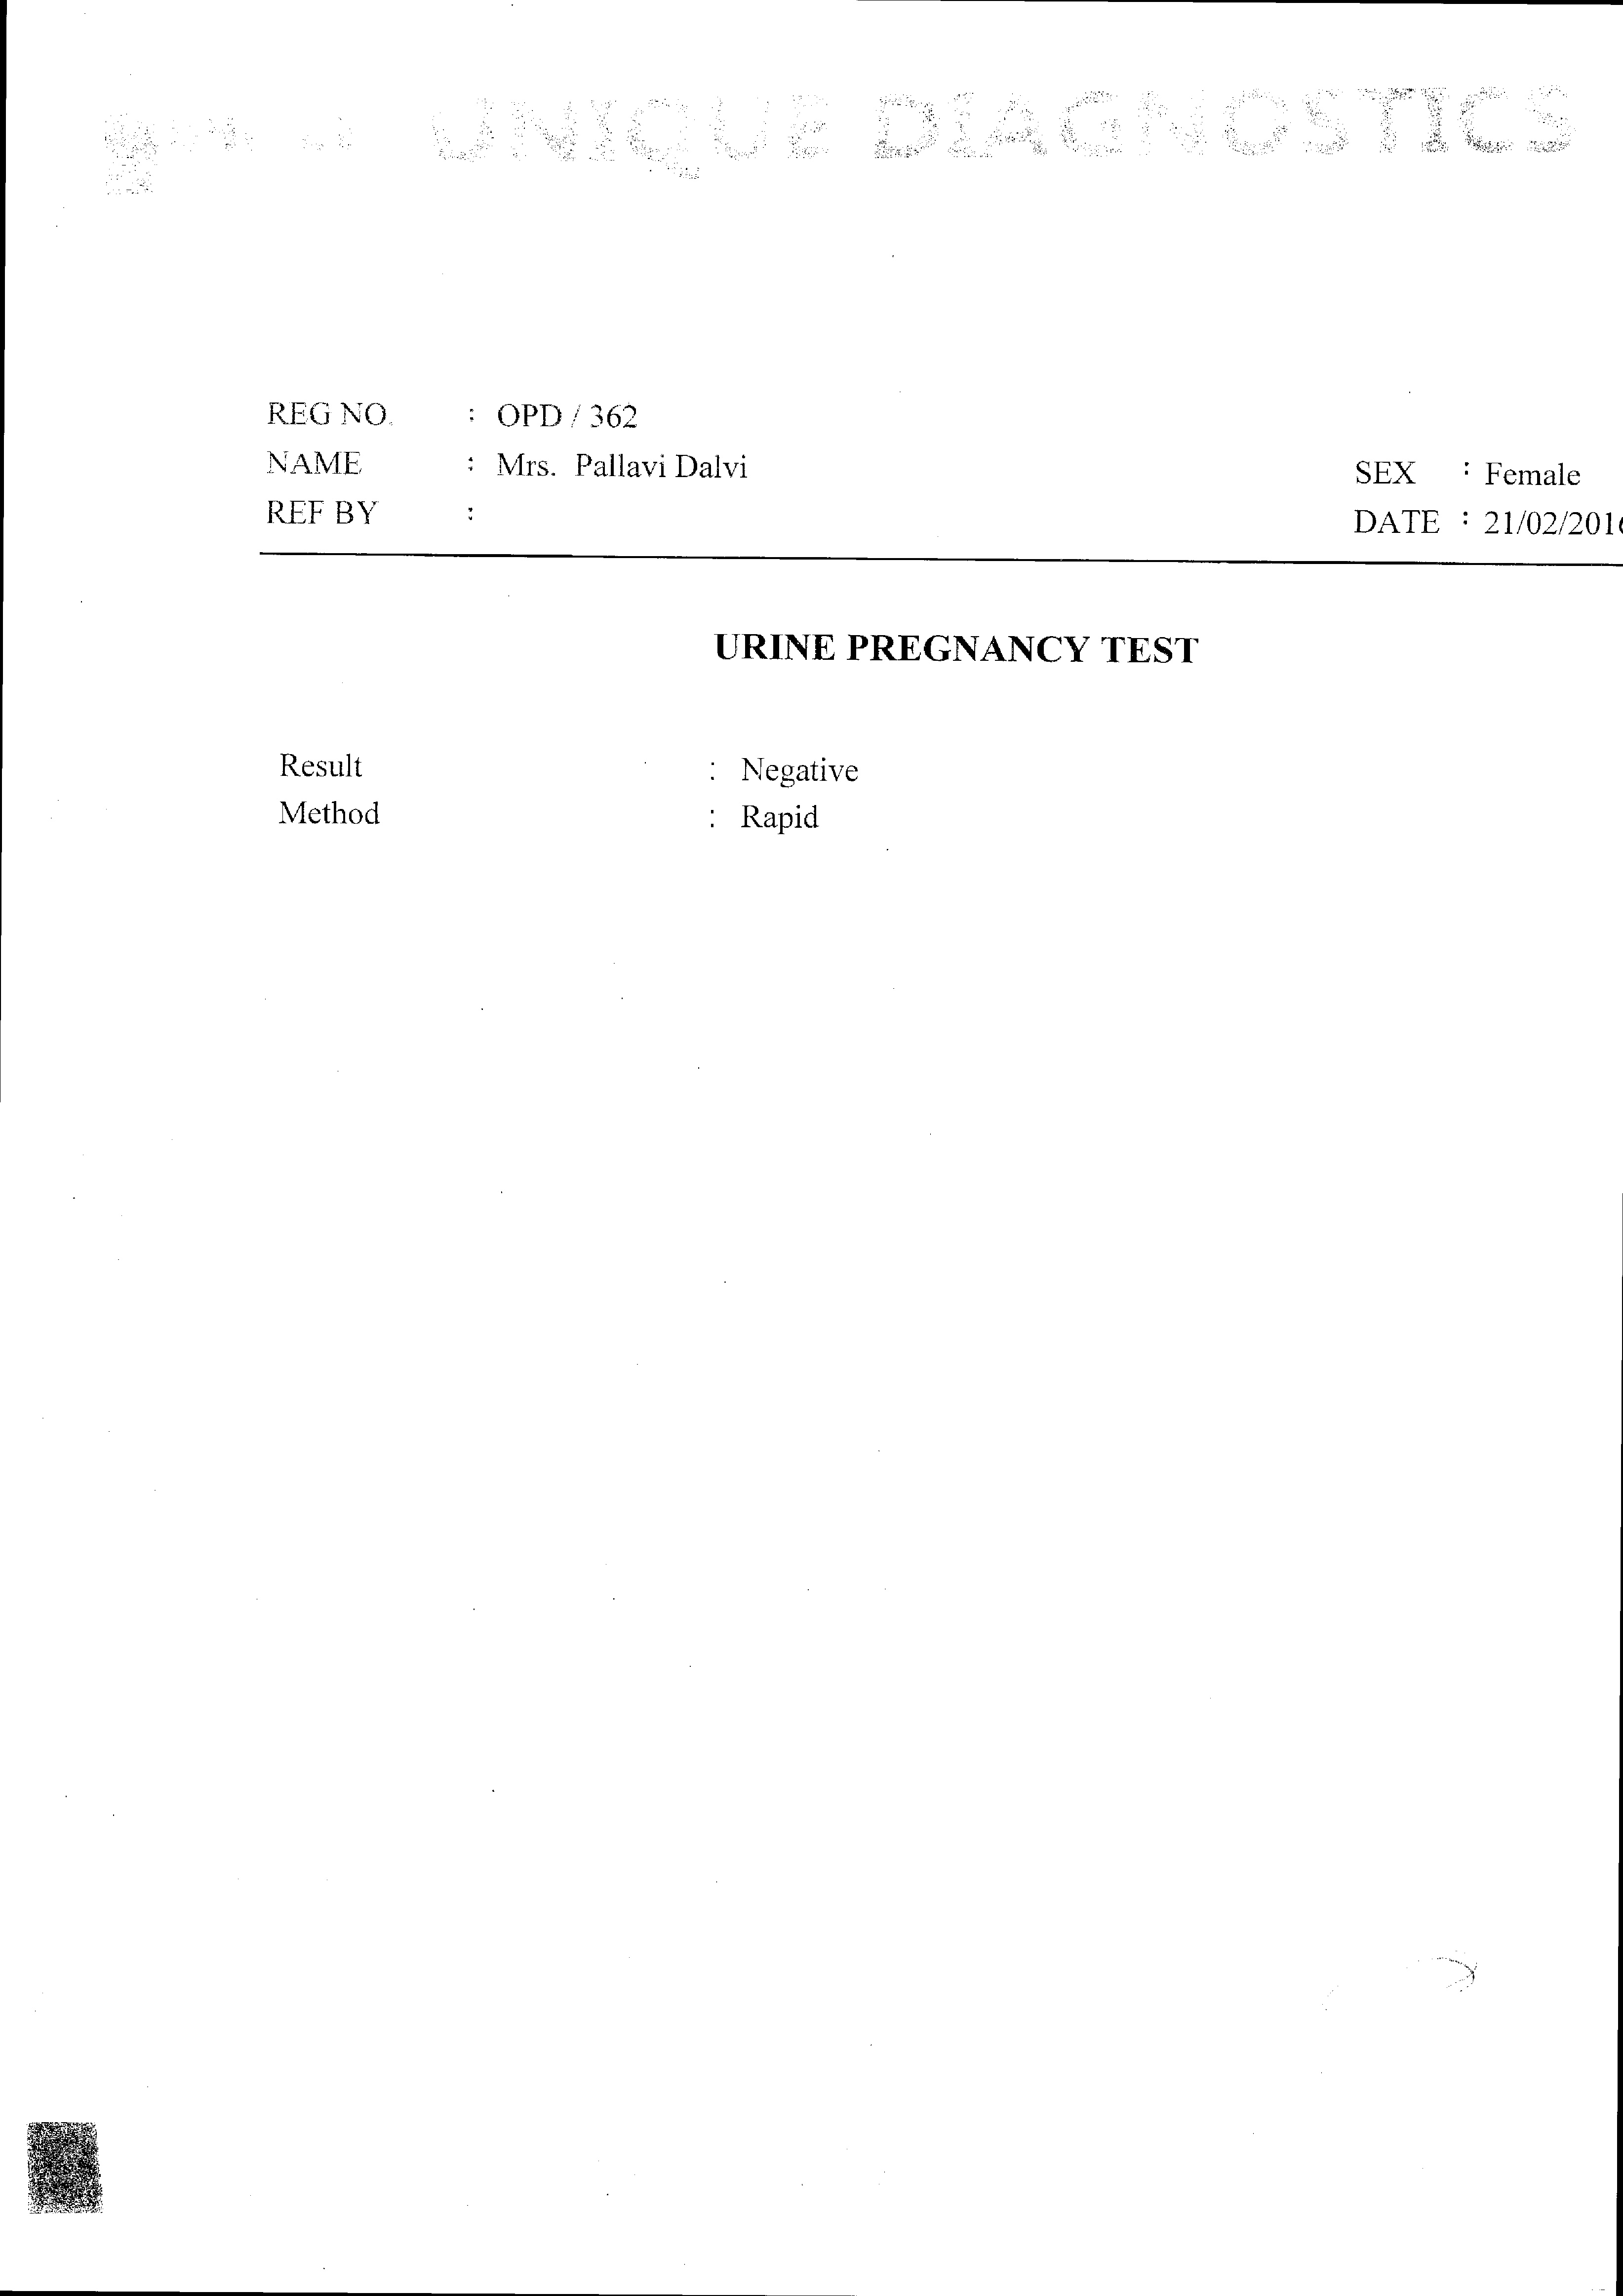 UNIQUE DIAGNOSTICS
REG NO. : OPD / 362
NAME : Mrs. Pallavi Dalvi
SEX : Female
REF BY :
DATE : 21/02/201
URINE PREGNANCY TEST
Result : Negative
Method : Rapid